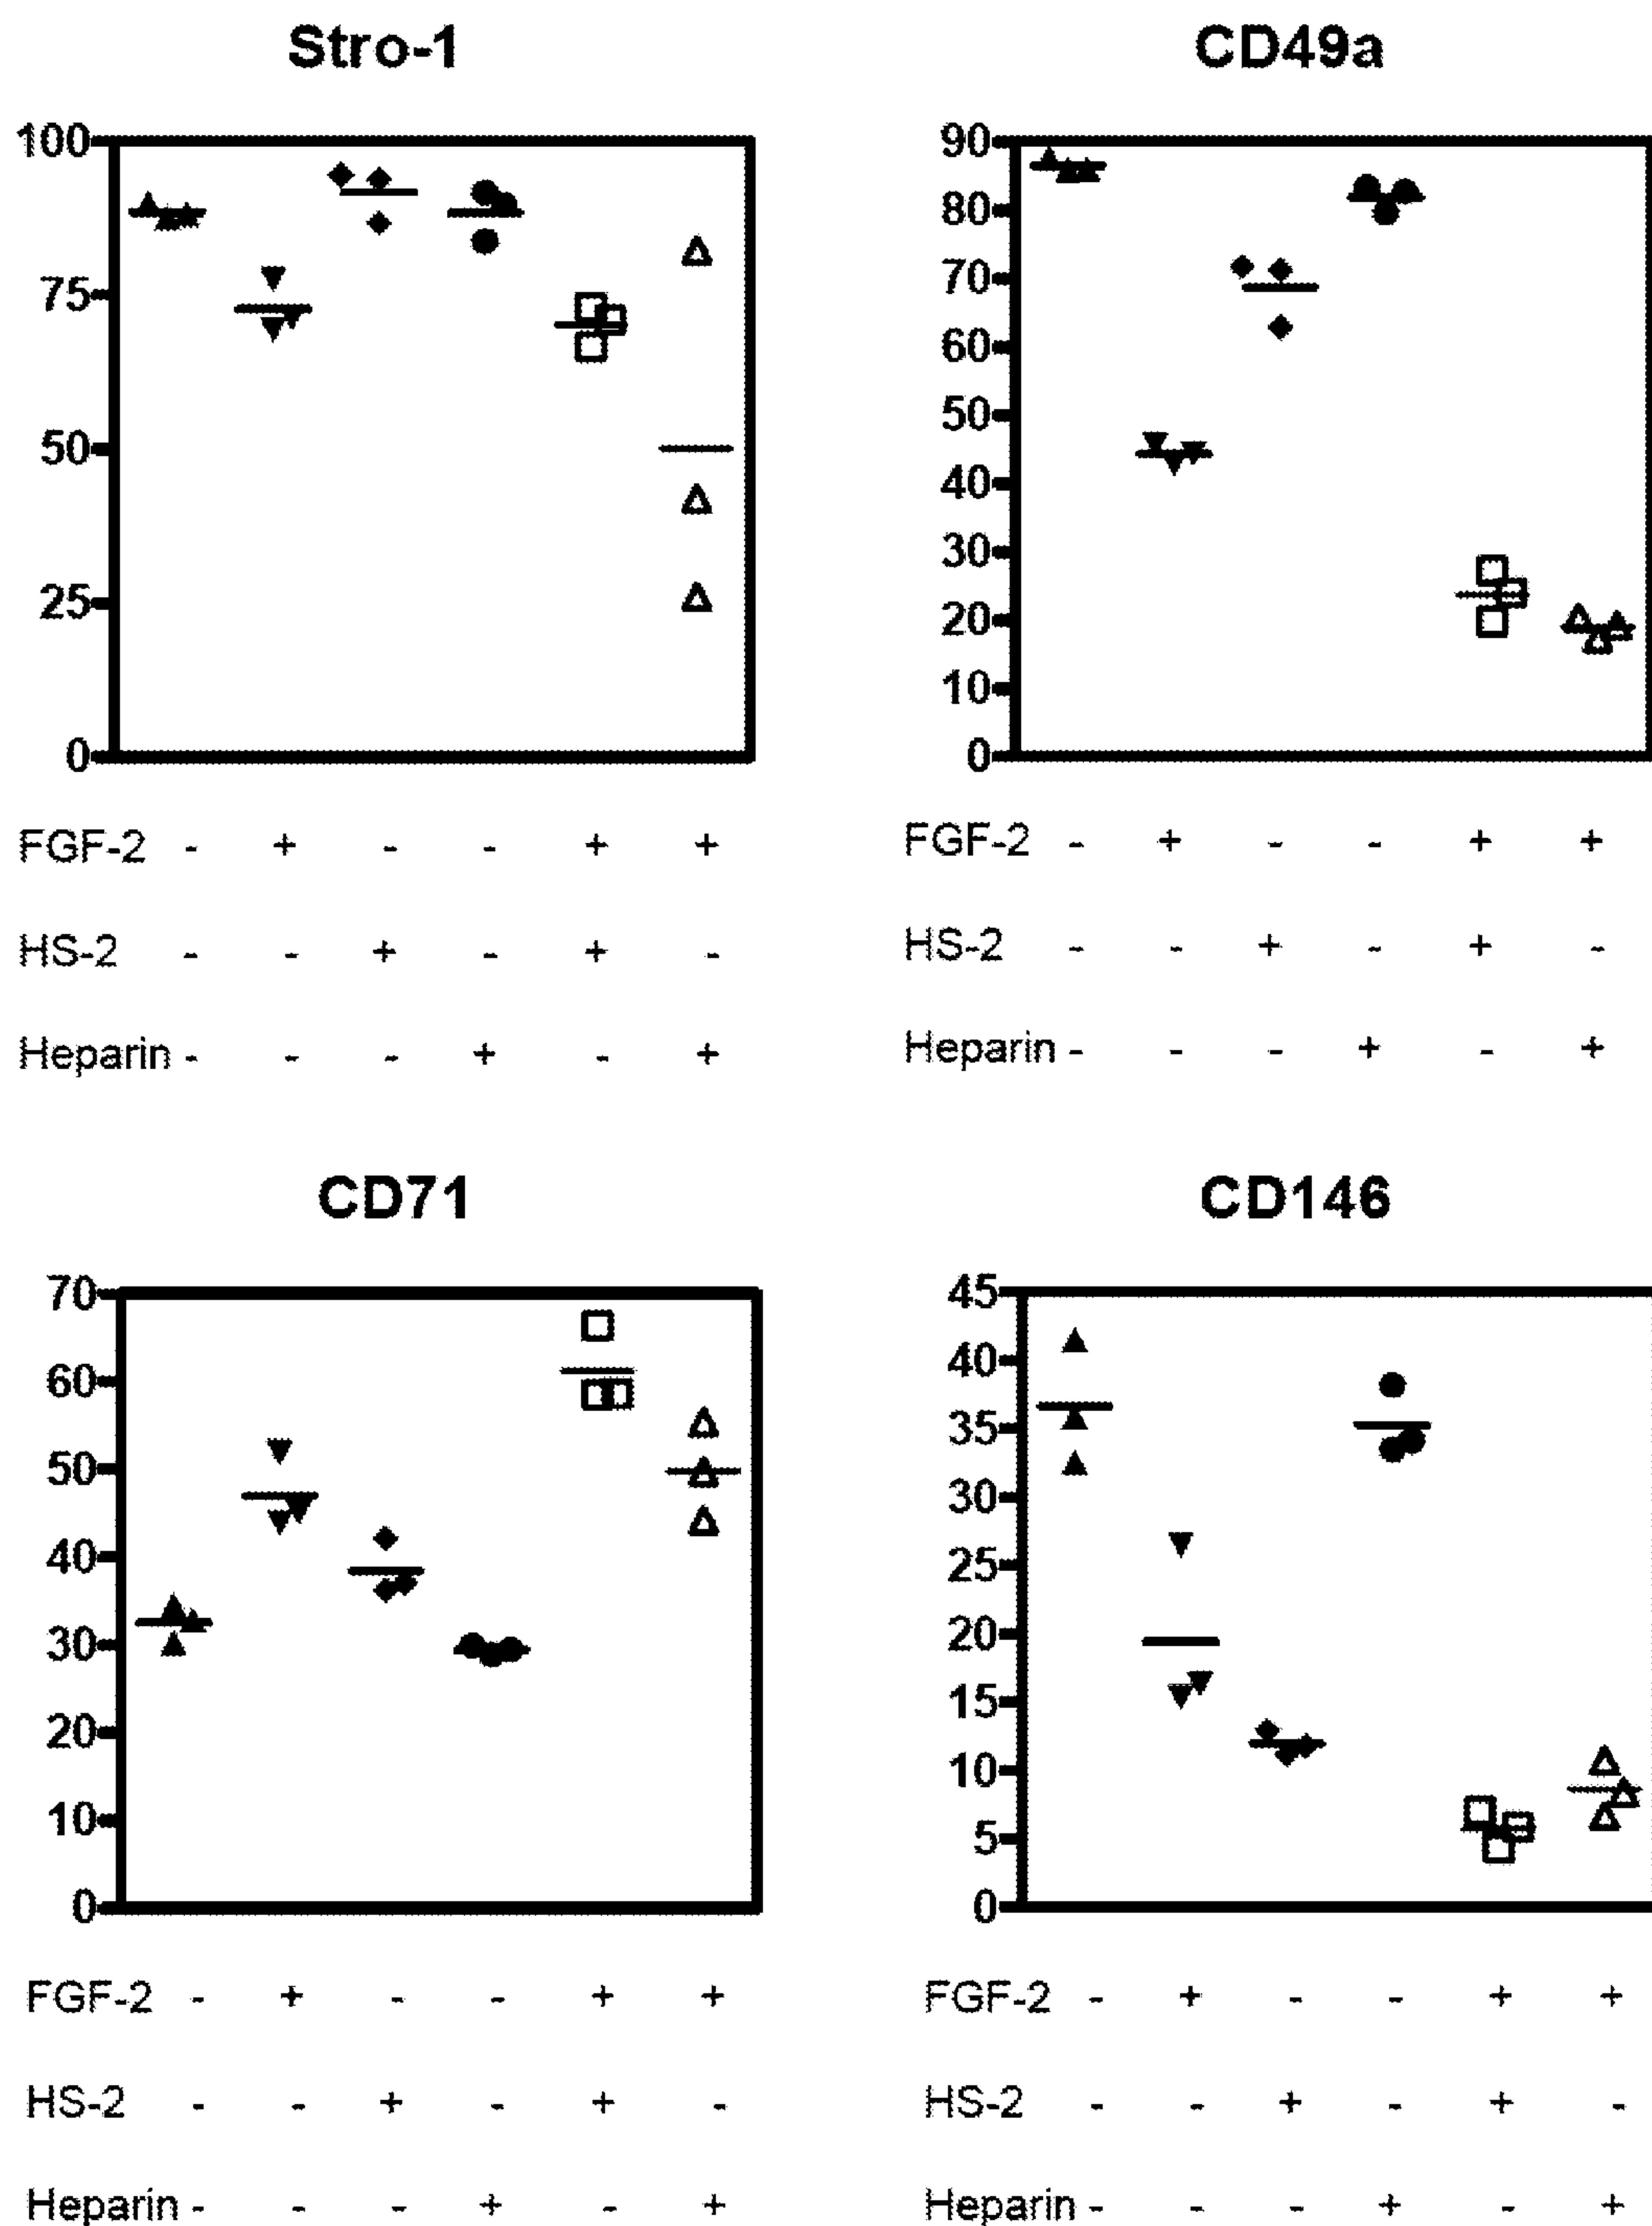 Stro-1
100
75
50
25
0
FGF-2 - + - - + +
HS-2 - - + - + -
Heparin - - - + - +
CD49a
90
80
70
60
50
40
30
20
10
0
FGF-2 - + - - + +
HS-2 - - + - + -
Heparin - - - + - +
CD71
70
60
50
40
30
20
10
0
FGF-2 - + - - + +
HS-2 - - + - + -
Heparin - - - + - +
CD146
45
40
35
30
25
20
15
10
5
0
FGF-2 - + - - + +
HS-2 - - + - + -
Heparin - - - + - +